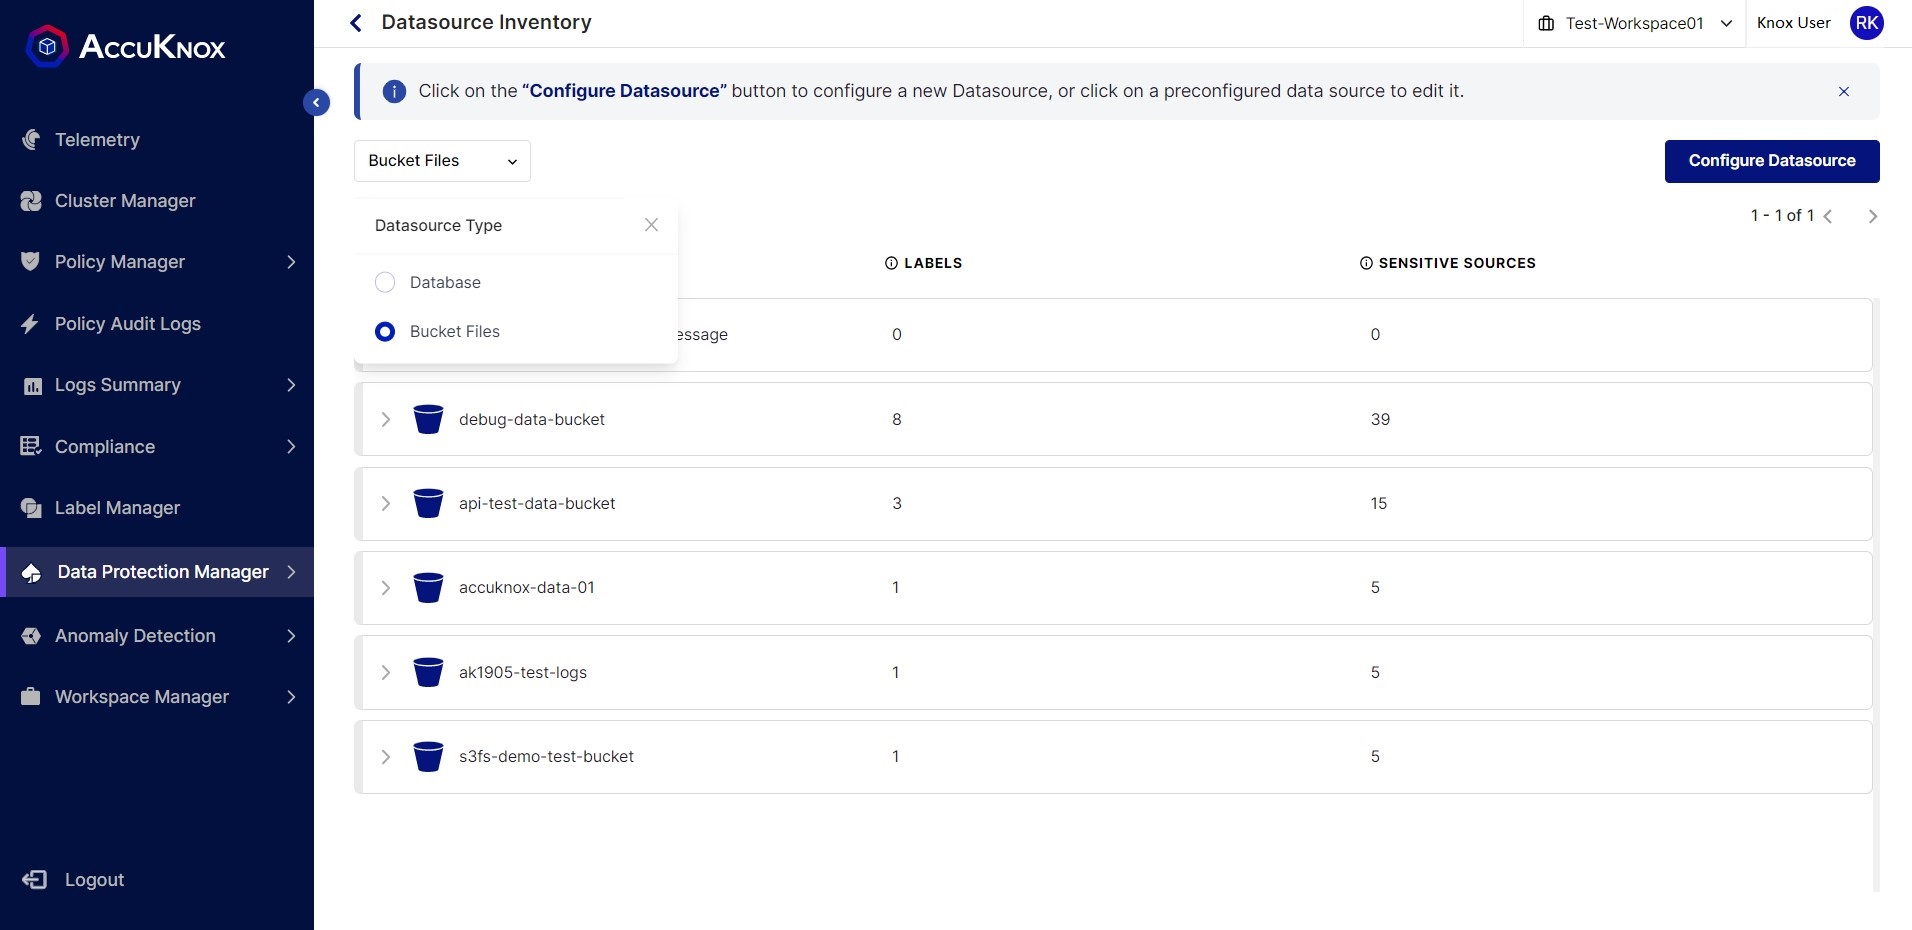 ACCUKNOX
Telemetry
Cluster Manager
Policy Manager
Policy Audit Logs
Logs Summary
Compliance
Label Manager
Data Protection Manager
Anomaly Detection
Workspace Manager
Logout
Datasource Inventory
Test-Workspace01
Knox User
RK
Click on the “Configure Datasource” button to configure a new Datasource, or click on a preconfigured data source to edit it.
Bucket Files
Configure Datasource
1 - 1 of 1
Datasource Type
Database
Bucket Files
LABELS SENSITIVE SOURCES
essage 0 0
debug-data-bucket 8 39
api-test-data-bucket 3 15
accuknox-data-01 1 5
ak1905-test-logs 1 5
s3fs-demo-test-bucket 1 5